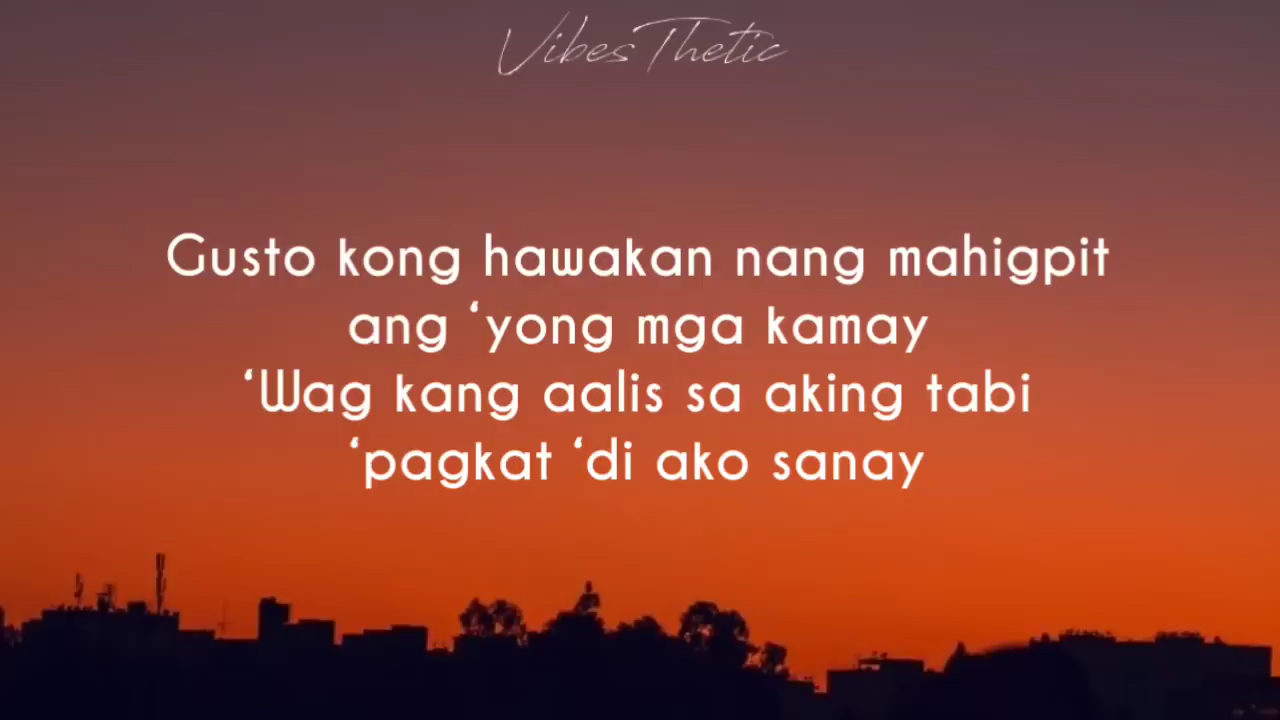 VibesThetic
Gusto kong hawakan nang mahigpit
ang ‘yong mga kamay
‘Wag kang aalis sa aking tabi
‘pagkat ‘di ako sanay